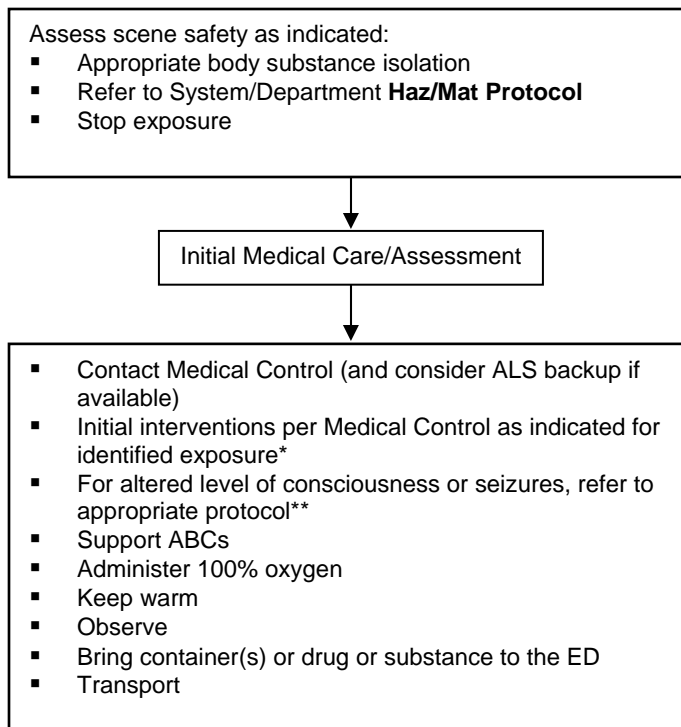 Assess scene safety as indicated:
▪ Appropriate body substance isolation
▪ Refer to System/Department Haz/Mat Protocol
▪ Stop exposure
Initial Medical Care/Assessment
▪ Contact Medical Control (and consider ALS backup if
available)
▪ Initial interventions per Medical Control as indicated for
identified exposure*
▪ For altered level of consciousness or seizures, refer to
appropriate protocol**
▪ Support ABCs
▪ Administer 100% oxygen
▪ Keep warm
▪ Observe
▪ Bring container(s) or drug or substance to the ED
▪ Transport